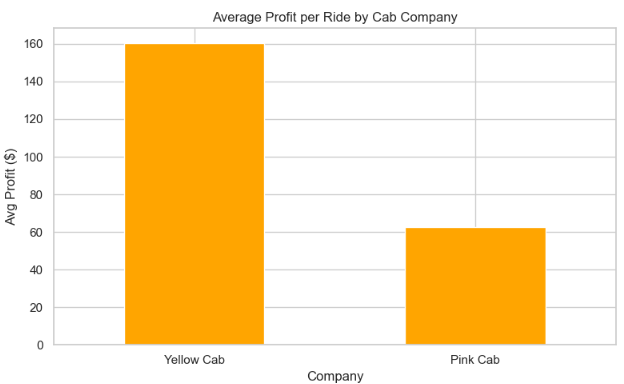 Average Profit per Ride by Cab Company
Avg Profit ($)
160
140
120
100
80
60
40
20
0
Yellow Cab
Pink Cab
Company